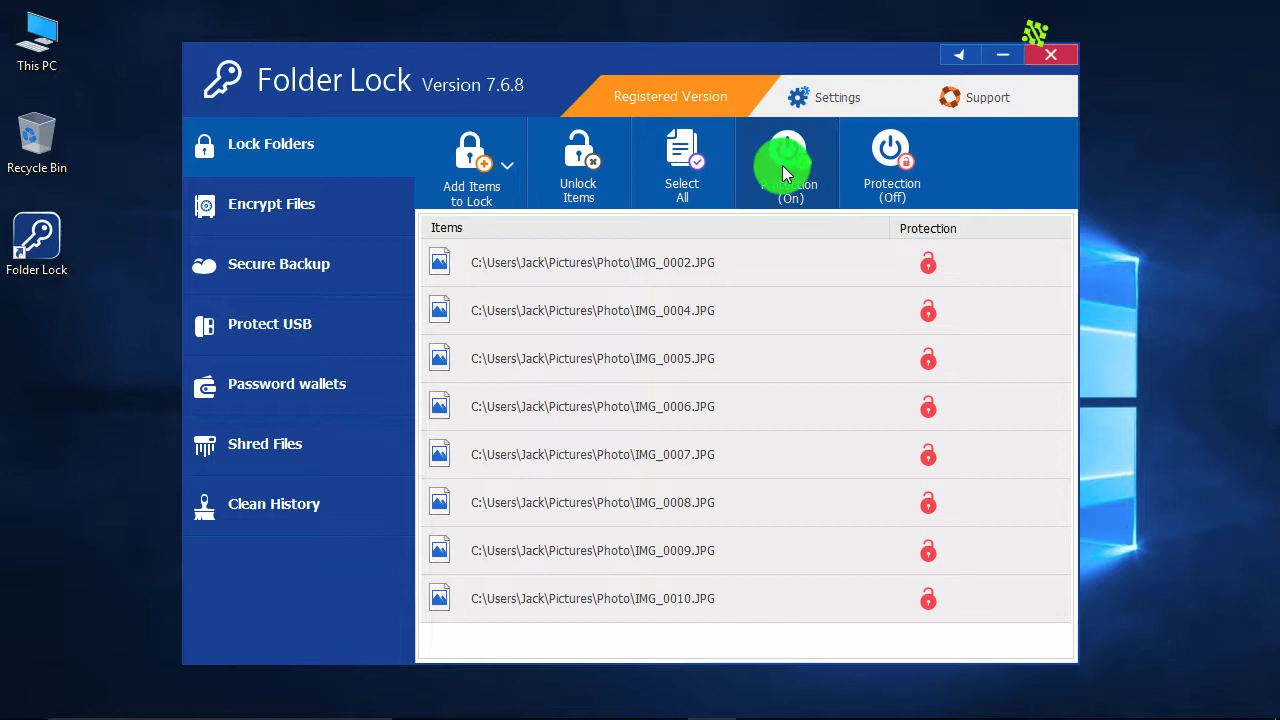 This PC
Recycle Bin
Folder Lock
Folder Lock Version 7.6.8
Registered Version
Settings
Support
Lock Folders
Encrypt Files
Secure Backup
Protect USB
Password wallets
Shred Files
Clean History
Add Items
to Lock
Unlock
Items
Select
All
Protection
(On)
Protection
(Off)
Items
Protection
C:\Users\Jack\Pictures\Photo\IMG_0002.JPG
C:\Users\Jack\Pictures\Photo\IMG_0004.JPG
C:\Users\Jack\Pictures\Photo\IMG_0005.JPG
C:\Users\Jack\Pictures\Photo\IMG_0006.JPG
C:\Users\Jack\Pictures\Photo\IMG_0007.JPG
C:\Users\Jack\Pictures\Photo\IMG_0008.JPG
C:\Users\Jack\Pictures\Photo\IMG_0009.JPG
C:\Users\Jack\Pictures\Photo\IMG_0010.JPG